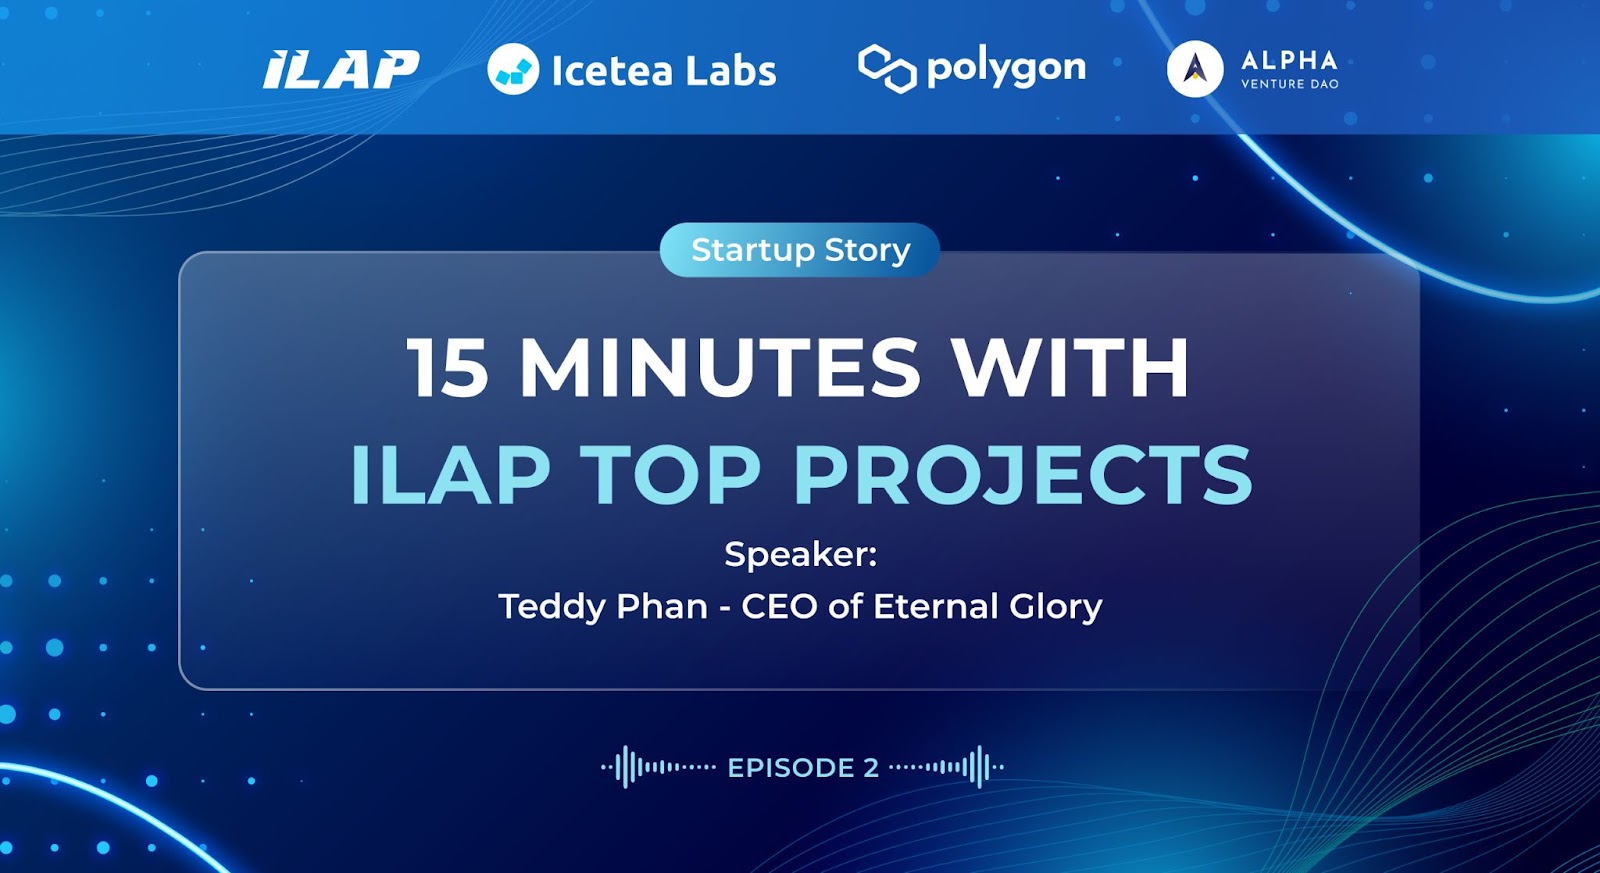 iLAP
Icetea Labs
polygon
ALPHA
VENTURE DAO
Startup Story
15 MINUTES WITH
ILAP TOP PROJECTS
Speaker:
Teddy Phan - CEO of Eternal Glory
EPISODE 2